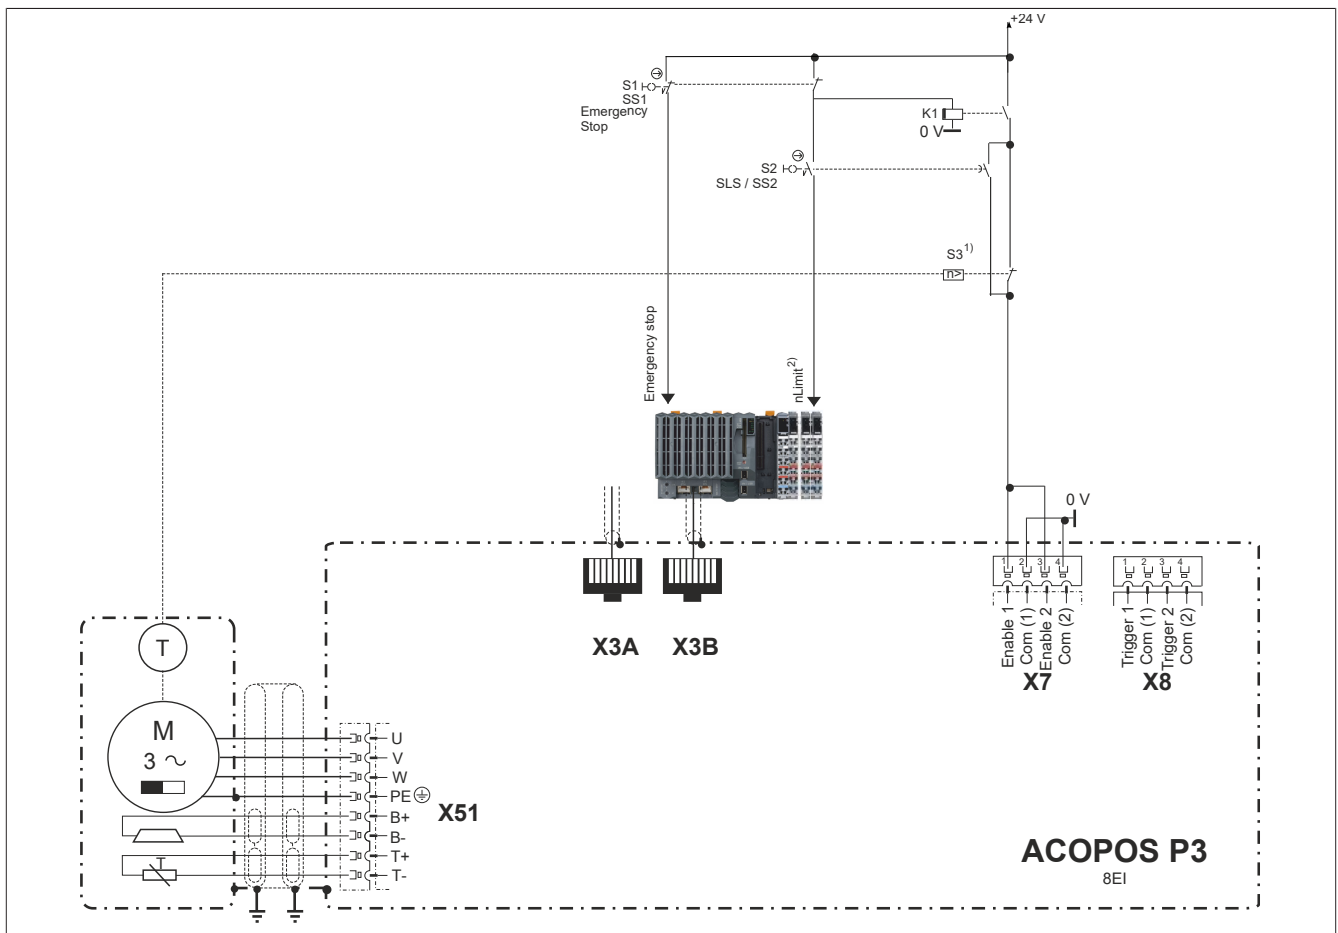 +24 V
S1
SS1
Emergency
Stop
K1
0 V
S2
SLS / SS2
S3 1)
n>
Emergency stop
nLimit 2)
0 V
1 2 3 4
1 2 3 4
Enable 1
Com (1)
Enable 2
Com (2)
Trigger 1
Com (1)
Trigger 2
Com (2)
X3A
X3B
X7
X8
T
M
3 ~
U
V
W
PE
B+
B-
T+
T-
T
X51
ACOPOS P3
8EI